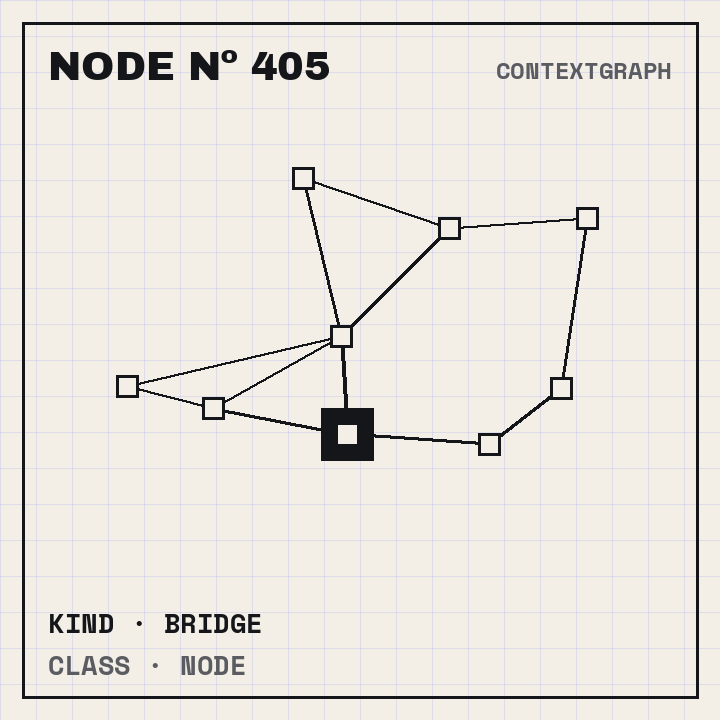 NODE Nº 405
CONTEXTGRAPH
KIND · BRIDGE
CLASS · NODE